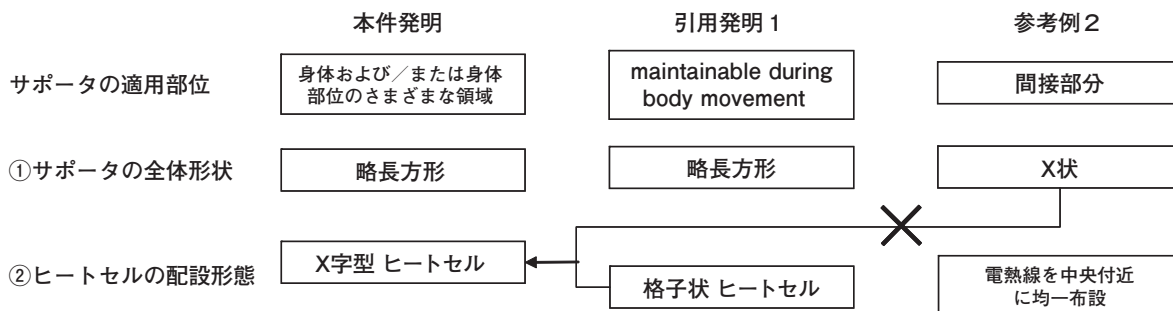 本件発明
引用発明1
参考例2
サポータの適用部位
身体および/または身体
部位のさまざまな領域
maintainable during
body movement
間接部分
①サポータの全体形状
略長方形
略長方形
X状
②ヒートセルの配設形態
X字型 ヒートセル
格子状 ヒートセル
電熱線を中央付近
に均一布設